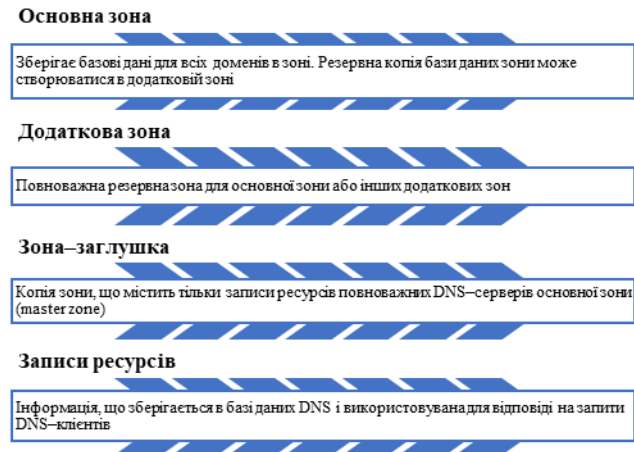 Основна зона
Зберігає базові дані для всіх доменів в зоні. Резервна копія бази даних зони може
створюватися в додатковій зоні
Додаткова зона
Повноважна резервна зона для основної зони або інших додаткових зон
Зона–заглушка
Копія зони, що містить тільки записи ресурсів повноважних DNS–серверів основної зони
(master zone)
Записи ресурсів
Інформація, що зберігається в базі даних DNS і використовувана для відповіді на запити
DNS–клієнтів